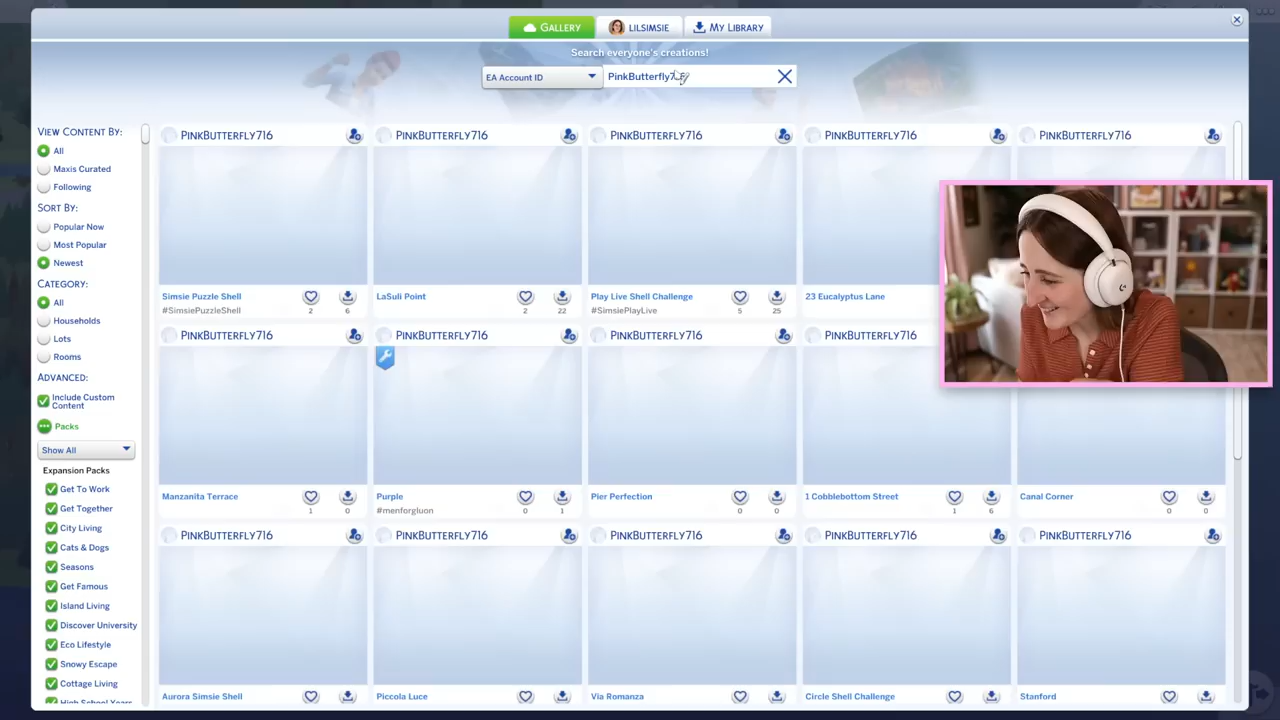 GALLERY
LILSIMSIE
MY LIBRARY
Search everyone's creations!
EA Account ID
VIEW CONTENT BY:
All
Maxis Curated
Following
SORT BY:
Popular Now
Most Popular
Newest
CATEGORY:
All
Households
Lots
Rooms
ADVANCED:
Include Custom
Content
Packs
Show All
Expansion Packs
Get To Work
Get Together
City Living
Cats & Dogs
Seasons
Get Famous
Island Living
Discover University
Eco Lifestyle
Snowy Escape
Cottage Living
High School Years
PINKBUTTERFLY716
PINKBUTTERFLY716
PINKBUTTERFLY716
PINKBUTTERFLY716
PINKBUTTERFLY716
Simsie Puzzle Shell
2
6
#SimsiePuzzleShell
LaSuli Point
2
22
Play Live Shell Challenge
5
25
#SimsiePlayLive
23 Eucalyptus Lane
PINKBUTTERFLY716
PINKBUTTERFLY716
PINKBUTTERFLY716
PINKBUTTERFLY716
Manzanita Terrace
1
0
Purple
0
1
#menforgluon
Pier Perfection
0
0
1 Cobblebottom Street
1
6
Canal Corner
0
0
PINKBUTTERFLY716
PINKBUTTERFLY716
PINKBUTTERFLY716
PINKBUTTERFLY716
PINKBUTTERFLY716
Aurora Simsie Shell
Piccola Luce
Via Romanza
Circle Shell Challenge
Stanford